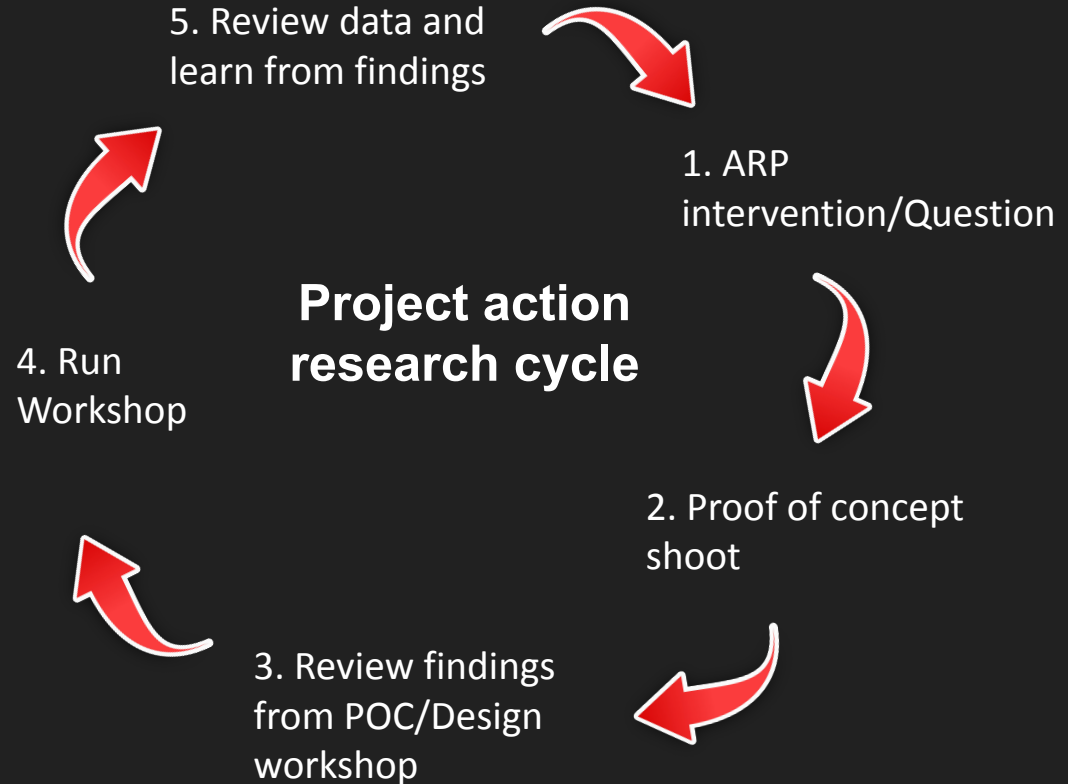 5. Review data and
learn from findings
1. ARP
intervention/Question
Project action
research cycle
4. Run
Workshop
2. Proof of concept
shoot
3. Review findings
from POC/Design
workshop